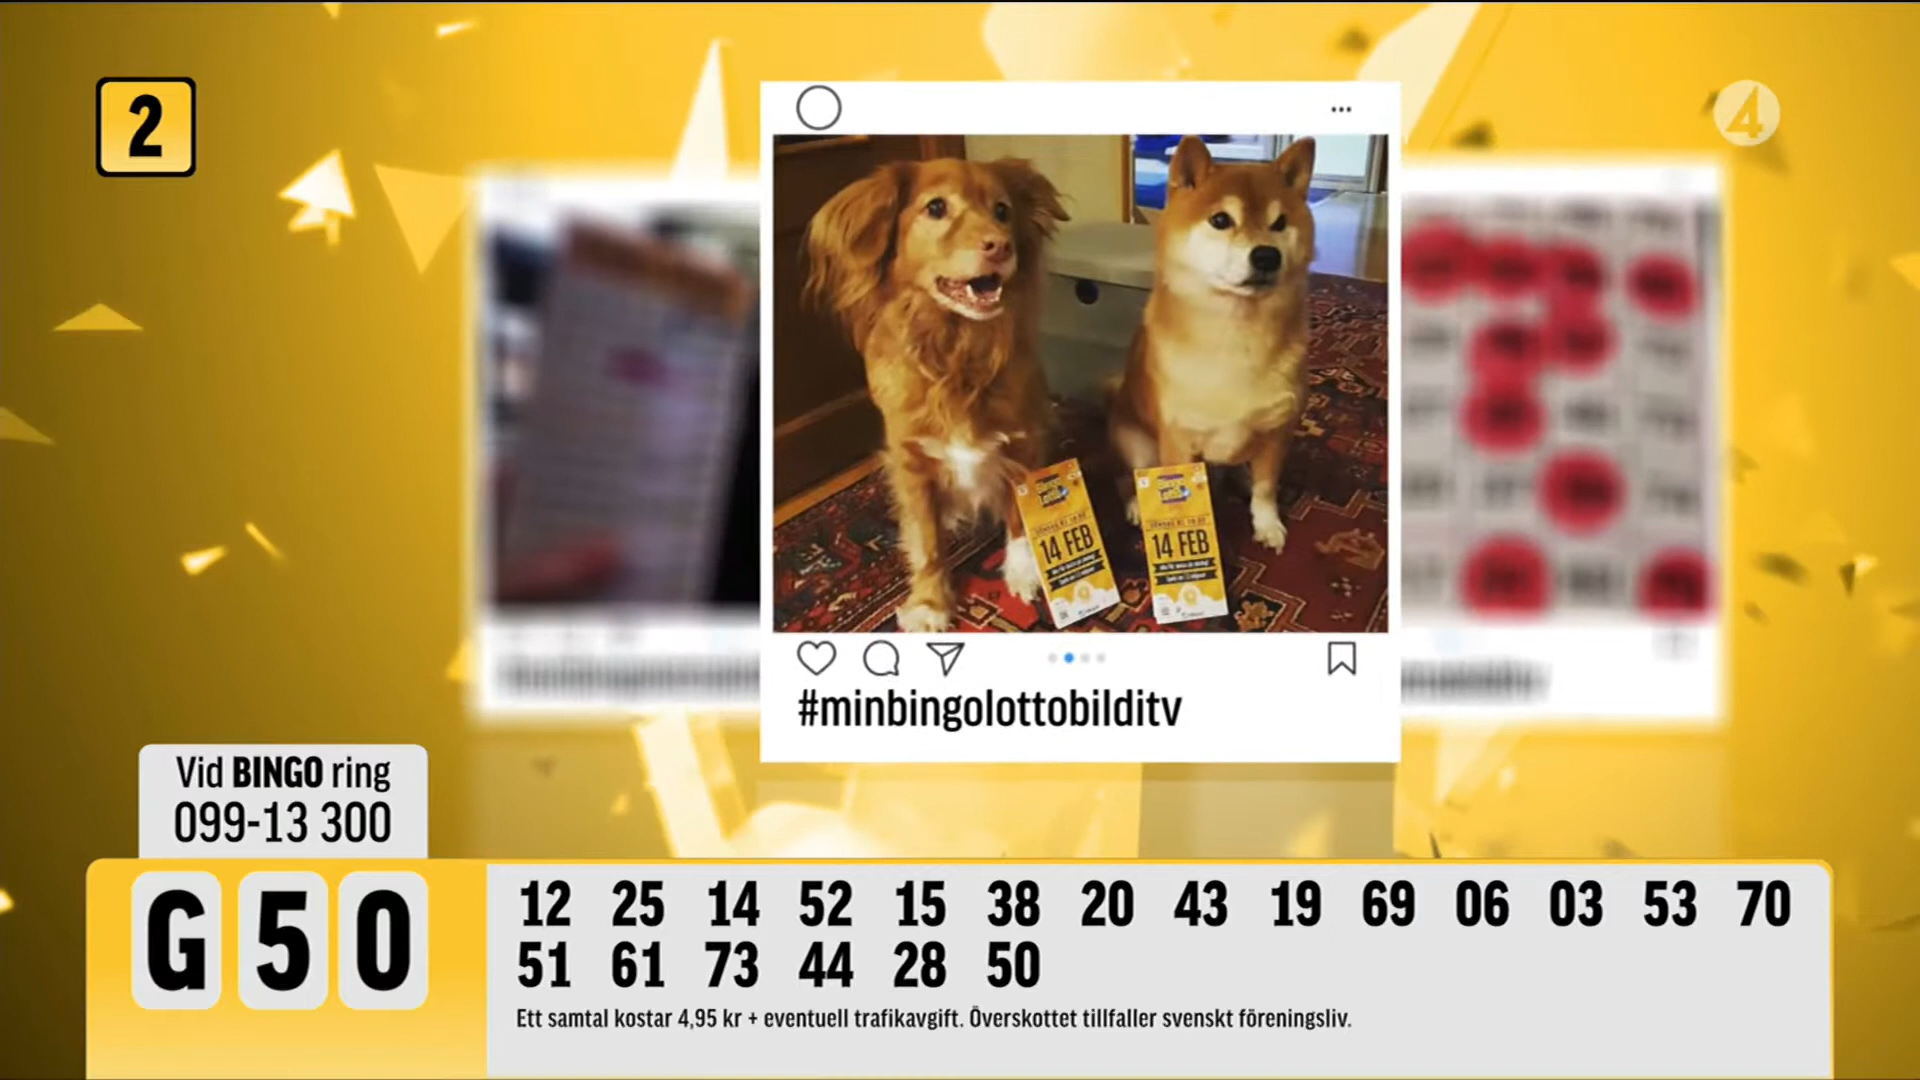 2
4
14 FEB
14 FEB
#minbingolottobilditv
Vid BINGO ring
099-13 300
G50
12 25 14 52 15 38 20 43 19 69 06 03 53 70
51 61 73 44 28 50
Ett samtal kostar 4,95 kr + eventuell trafikavgift. Överskottet tillfaller svenskt föreningsliv.